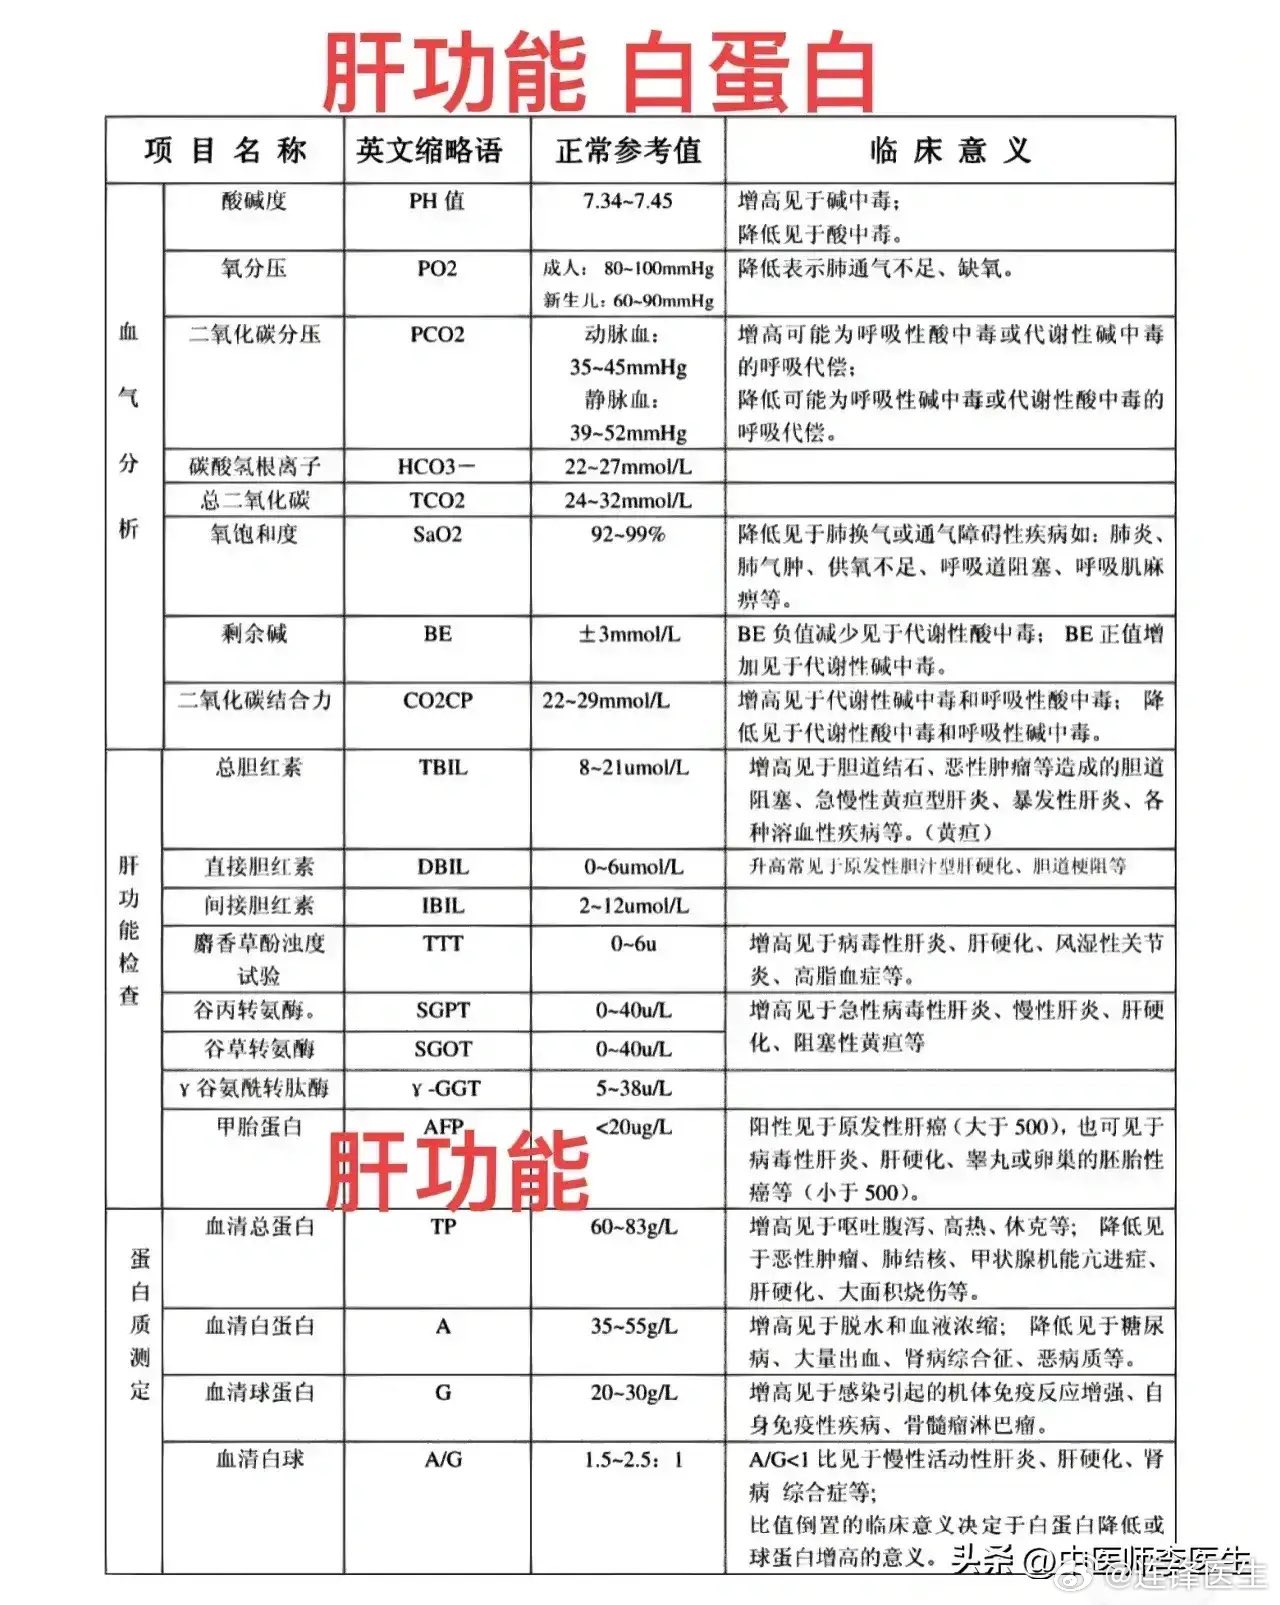 肝功能 白蛋白
项目名称 英文缩略语 正常参考值 临床意义
血气分析
酸碱度 PH 值 7.34~7.45 增高见于碱中毒；
降低见于酸中毒。
氧分压 PO2 成人： 80~100mmHg 降低表示肺通气不足、缺氧。
新生儿：60~90mmHg
二氧化碳分压 PCO2 动脉血： 增高可能为呼吸性酸中毒或代谢性碱中毒
35~45mmHg 的呼吸代偿；
静脉血： 降低可能为呼吸性碱中毒或代谢性酸中毒的
39~52mmHg 呼吸代偿。
碳酸氢根离子 HCO3－ 22~27mmol/L
总二氧化碳 TCO2 24~32mmol/L
氧饱和度 SaO2 92~99% 降低见于肺换气或通气障碍性疾病如：肺炎、
肺气肿、供氧不足、呼吸道阻塞、呼吸肌麻
痹等。
剩余碱 BE ±3mmol/L BE 负值减少见于代谢性酸中毒； BE 正值增
加见于代谢性碱中毒。
二氧化碳结合力 CO2CP 22~29mmol/L 增高见于代谢性碱中毒和呼吸性酸中毒； 降
低见于代谢性酸中毒和呼吸性碱中毒。
肝功能检查
总胆红素 TBIL 8~21umol/L 增高见于胆道结石、恶性肿瘤等造成的胆道
阻塞、急慢性黄疸型肝炎、暴发性肝炎、各
种溶血性疾病等。（黄疸）
直接胆红素 DBIL 0~6umol/L 升高常见于原发性胆汁型肝硬化、胆道梗阻等
间接胆红素 IBIL 2~12umol/L
麝香草酚浊度 TTT 0~6u 增高见于病毒性肝炎、肝硬化、风湿性关节
试验 炎、高脂血症等。
谷丙转氨酶。 SGPT 0~40u/L 增高见于急性病毒性肝炎、慢性肝炎、肝硬
化、阻塞性黄疸等
谷草转氨酶 SGOT 0~40u/L
γ谷氨酰转肽酶 γ-GGT 5~38u/L
甲胎蛋白 AFP <20ug/L 阳性见于原发性肝癌（大于 500），也可见于
病毒性肝炎、肝硬化、睾丸或卵巢的胚胎性
癌等（小于 500）。
肝功能
蛋白质测定
血清总蛋白 TP 60~83g/L 增高见于呕吐腹泻、高热、休克等； 降低见
于恶性肿瘤、肺结核、甲状腺机能亢进症、
肝硬化、大面积烧伤等。
血清白蛋白 A 35~55g/L 增高见于脱水和血液浓缩； 降低见于糖尿
病、大量出血、肾病综合征、恶病质等。
血清球蛋白 G 20~30g/L 增高见于感染引起的机体免疫反应增强、自
身免疫性疾病、骨髓瘤淋巴瘤。
血清白球 A/G 1.5~2.5：1 A/G<1 比见于慢性活动性肝炎、肝硬化、肾
病 综合症等;
比值倒置的临床意义决定于白蛋白降低或
球蛋白增高的意义。
头条 @中医师李医生
@连锋医生